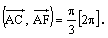 (AC⃗, AF⃗) = π/3 [2π].